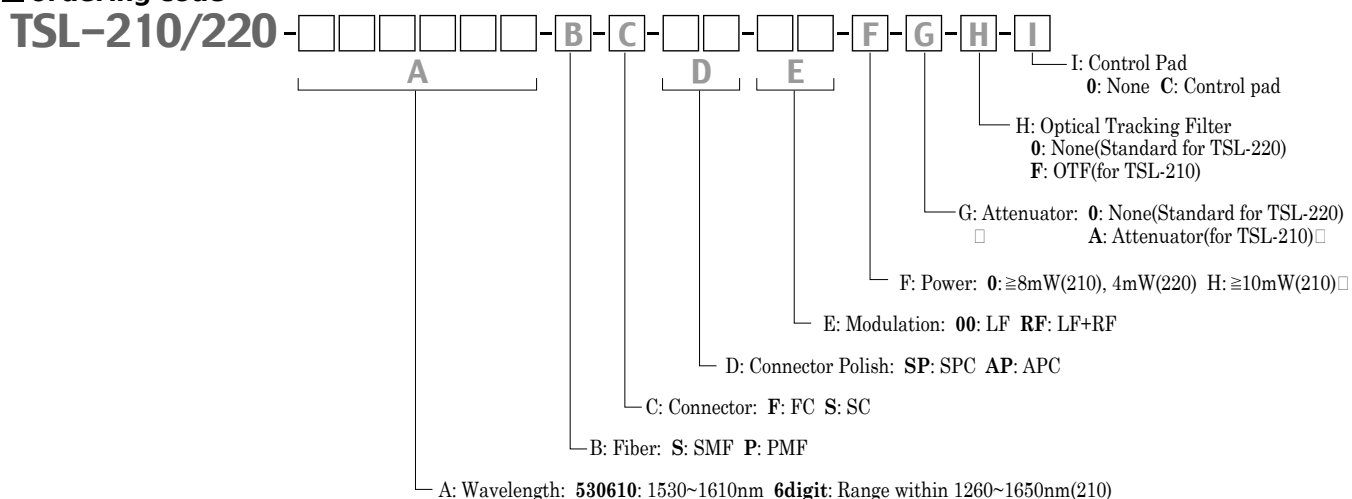 Ordering code
TSL-210/220-□□□□□□-B-C-□□-□□-F-G-H-I
A D E
I: Control Pad
0: None C: Control pad
H: Optical Tracking Filter
0: None(Standard for TSL-220)
F: OTF(for TSL-210)
G: Attenuator: 0: None(Standard for TSL-220)
□ A: Attenuator(for TSL-210)□
F: Power: 0:≧8mW(210), 4mW(220) H:≧10mW(210)□
E: Modulation: 00: LF RF: LF+RF
D: Connector Polish: SP: SPC AP: APC
C: Connector: F: FC S: SC
B: Fiber: S: SMF P: PMF
A: Wavelength: 530610: 1530~1610nm 6digit: Range within 1260~1650nm(210)